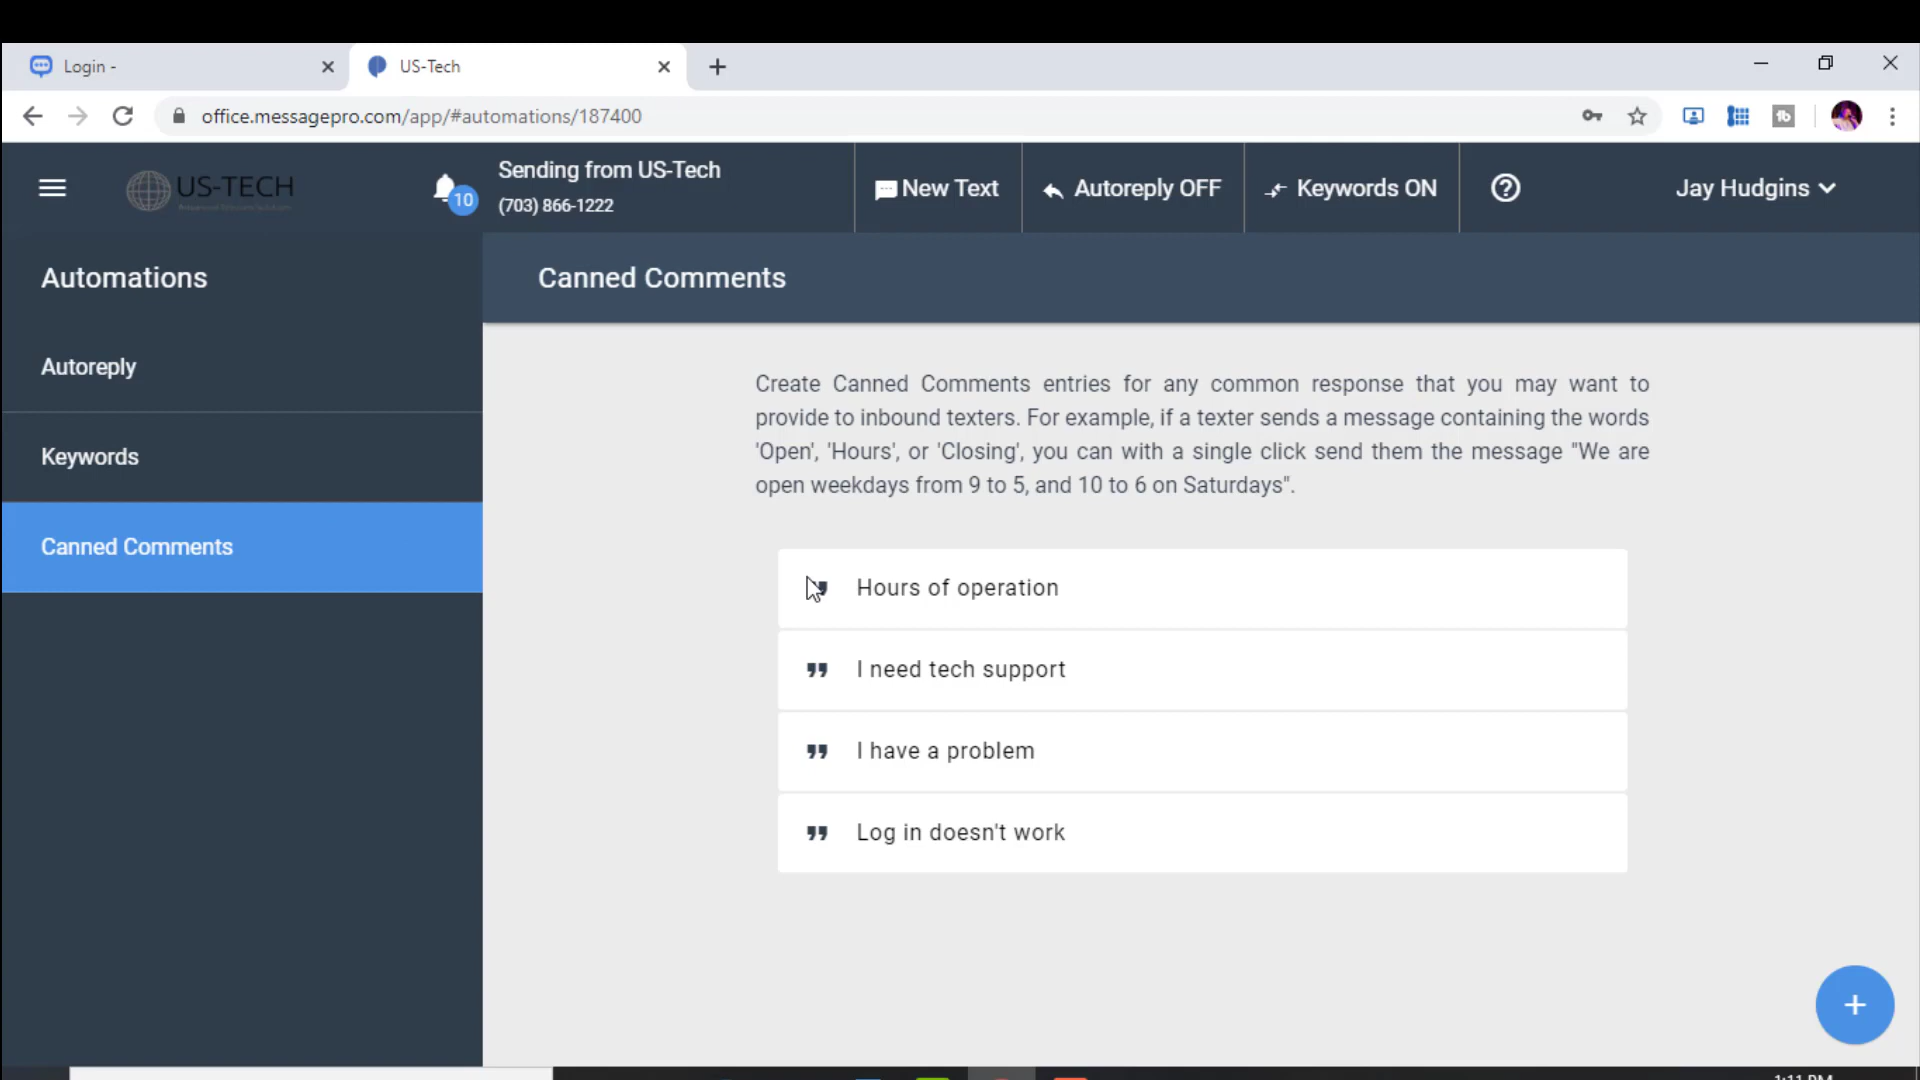 Login -
US-Tech
office.messagepro.com/app/#automations/187400
US-TECH
10
Sending from US-Tech
(703) 866-1222
New Text
Autoreply OFF
Keywords ON
Jay Hudgins
Automations
Autoreply
Keywords
Canned Comments
Canned Comments
Create Canned Comments entries for any common response that you may want to
provide to inbound texters. For example, if a texter sends a message containing the words
'Open', 'Hours', or 'Closing', you can with a single click send them the message "We are
open weekdays from 9 to 5, and 10 to 6 on Saturdays".
Hours of operation
I need tech support
I have a problem
Log in doesn't work